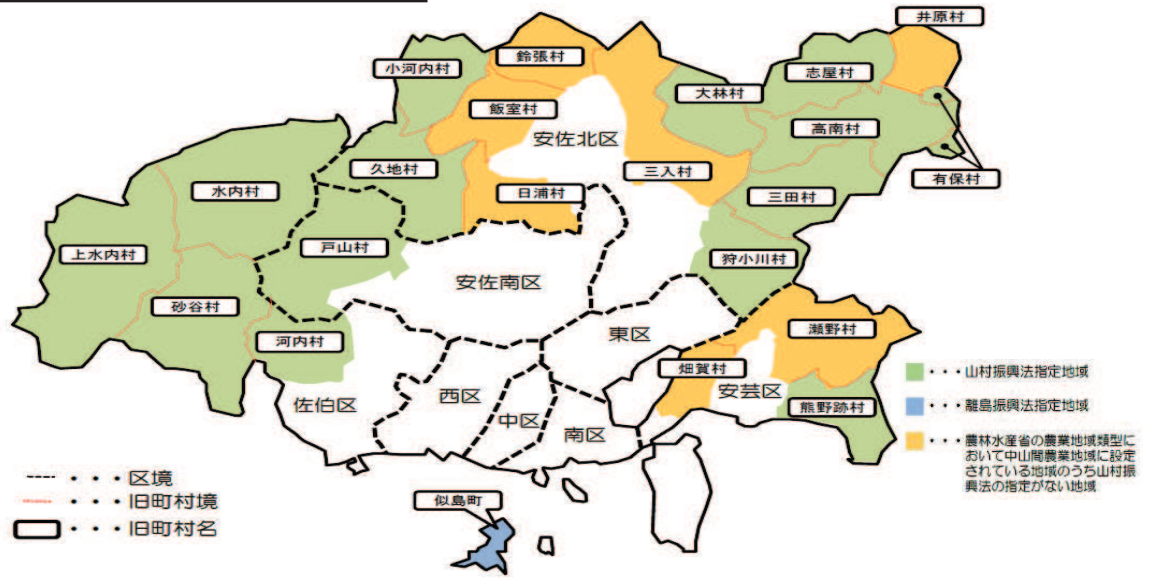 井原村
鈴張村
小河内村
志屋村
大林村
飯室村
高南村
安佐北区
久地村
三入村
有保村
水内村
日浦村
三田村
戸山村
上水内村
狩小川村
安佐南区
砂谷村
瀬野村
東区
河内村
畑賀村
・・・山村振興法指定地域
安芸区
西区
佐伯区
熊野跡村
・・・離島振興法指定地域
中区
南区
・・・農林水産省の農業地域類型に
おいて中山間農業地域に設定
されている地域のうち山村振
興法の指定がない地域
・・・区境
・・・旧町村境
似島町
・・・旧町村名